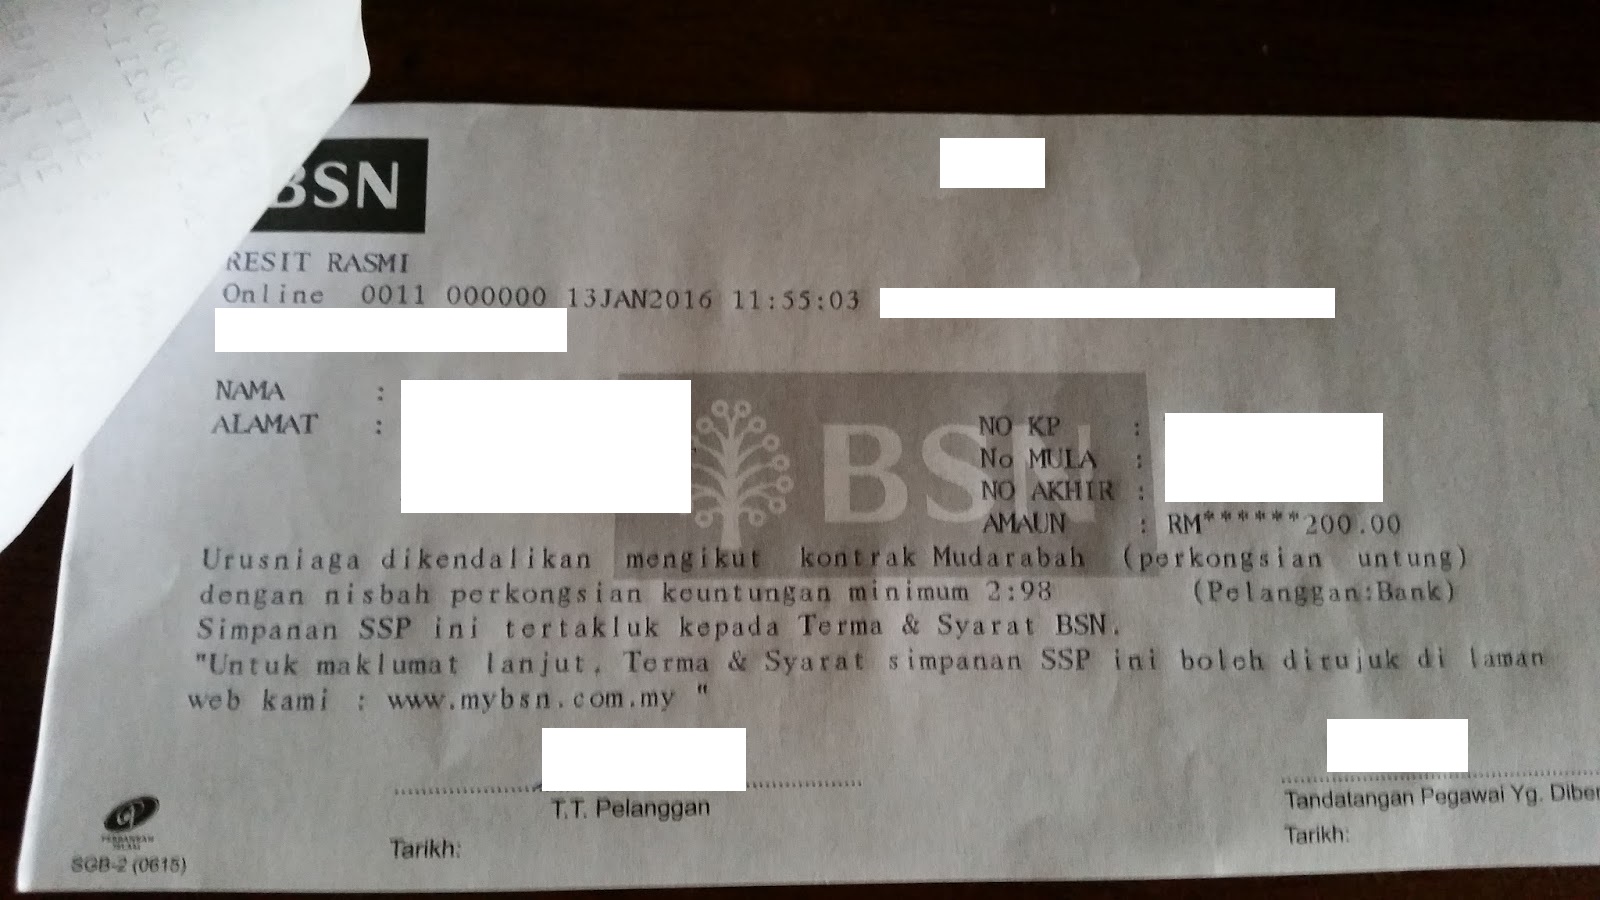 BSN
RESIT RASMI
Online 0011 000000 13JAN2016 11:55:03
NAMA :
ALAMAT :
BSN
NO KP :
No MULA :
NO AKHIR :
AMAUN : RM******200.00
Urusniaga dikendalikan mengikut kontrak Mudarabah (perkongsian untung)
dengan nisbah perkongsian keuntungan minimum 2:98 (Pelanggan:Bank)
Simpanan SSP ini tertakluk kepada Terma & Syarat BSN.
"Untuk maklumat lanjut, Terma & Syarat simpanan SSP ini boleh dirujuk di laman
web kami : www.mybsn.com.my "
T.T. Pelanggan
Tarikh:
Tandatangan Pegawai Yg. Diber
Tarikh:
SGB-2 (0615)